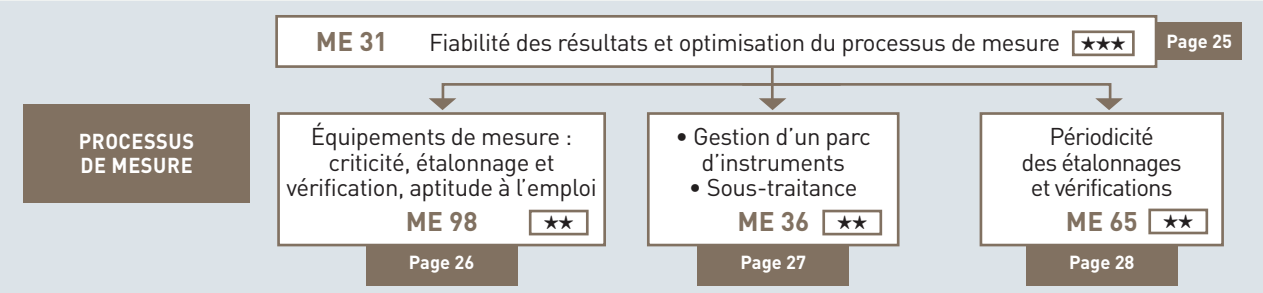 ME 31 Fiabilité des résultats et optimisation du processus de mesure ★★★ Page 25
PROCESSUS
DE MESURE
Équipements de mesure :
criticité, étalonnage et
vérification, aptitude à l’emploi
ME 98 ★★
Page 26
• Gestion d’un parc
d’instruments
• Sous-traitance
ME 36 ★★
Page 27
Périodicité
des étalonnages
et vérifications
ME 65 ★★
Page 28